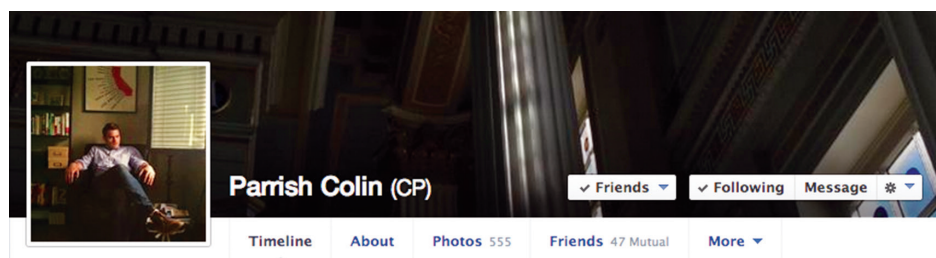 Parrish Colin (CP)
Friends
Following Message
Timeline About Photos 555 Friends 47 Mutual More